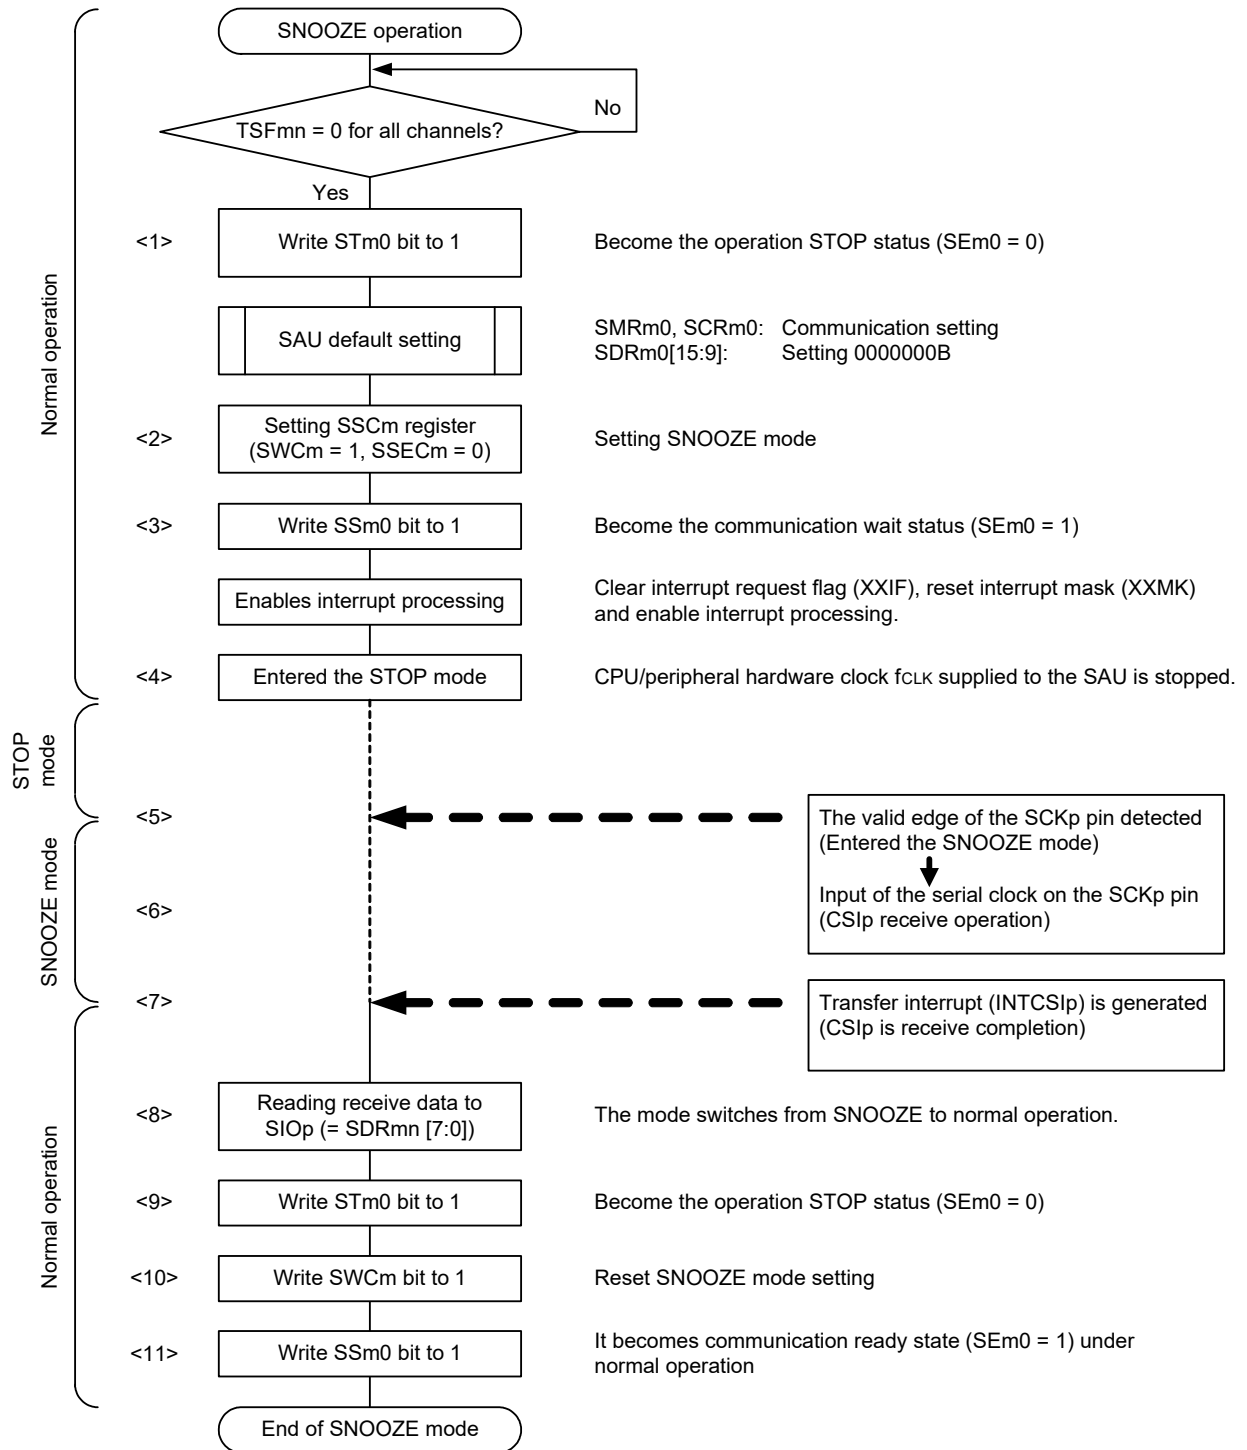 SNOOZE operation
No
TSFmn = 0 for all channels?
Yes
<1>
Write STm0 bit to 1
Become the operation STOP status (SEm0 = 0)
SAU default setting
SMRm0, SCRm0: Communication setting
SDRm0[15:9]: Setting 0000000B
Normal operation
<2>
Setting SSCm register
(SWCm = 1, SSECm = 0)
Setting SNOOZE mode
<3>
Write SSm0 bit to 1
Become the communication wait status (SEm0 = 1)
Enables interrupt processing
Clear interrupt request flag (XXIF), reset interrupt mask (XXMK)
and enable interrupt processing.
<4>
Entered the STOP mode
CPU/peripheral hardware clock fCLK supplied to the SAU is stopped.
STOP
mode
<5>
The valid edge of the SCKp pin detected
(Entered the SNOOZE mode)
SNOOZE mode
<6>
Input of the serial clock on the SCKp pin
(CSIp receive operation)
<7>
Transfer interrupt (INTCSIp) is generated
(CSIp is receive completion)
<8>
Reading receive data to
SIOp (= SDRmn [7:0])
The mode switches from SNOOZE to normal operation.
Normal operation
<9>
Write STm0 bit to 1
Become the operation STOP status (SEm0 = 0)
<10>
Write SWCm bit to 1
Reset SNOOZE mode setting
<11>
Write SSm0 bit to 1
It becomes communication ready state (SEm0 = 1) under
normal operation
End of SNOOZE mode